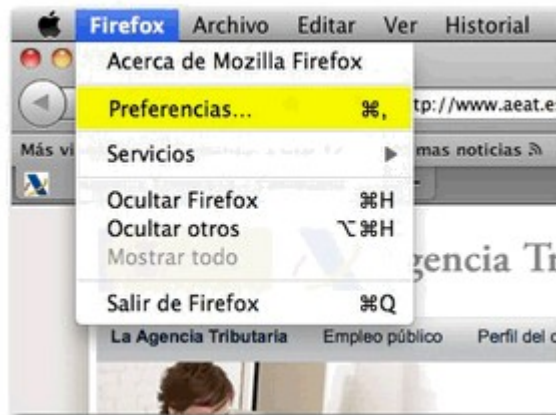 Firefox Archivo Editar Ver Historial
Acerca de Mozilla Firefox
Preferencias... ⌘,
tp://www.aeat.es
Servicios
Más vi
mas noticias
Ocultar Firefox ⌘H
Ocultar otros ⌥⌘H
Mostrar todo
gencia Tr
Salir de Firefox ⌘Q
La Agencia Tributaria Empleo público Perfil del c